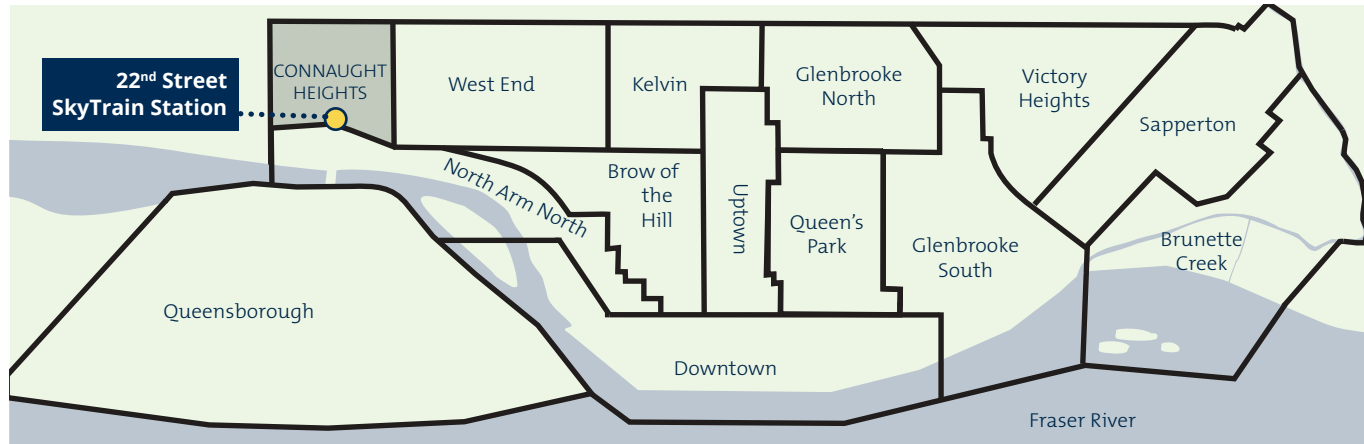 22nd Street
SkyTrain Station
CONNAUGHT
HEIGHTS
West End
Kelvin
Glenbrooke
North
Victory
Heights
Sapperton
North Arm North
Brow of
the
Hill
Uptown
Queen's
Park
Glenbrooke
South
Brunette
Creek
Queensborough
Downtown
Fraser River